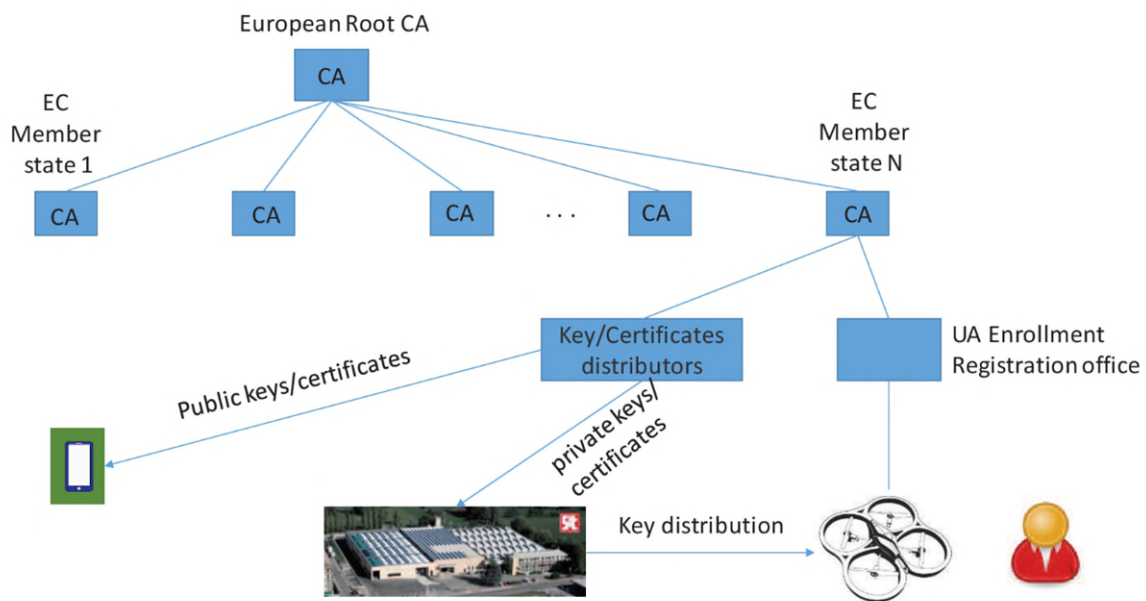 European Root CA
CA
EC
Member
state 1
EC
Member
state N
CA
CA
CA
. . .
CA
CA
Key/Certificates
distributors
UA Enrollment
Registration office
Public keys/certificates
private keys/
certificates
Key distribution